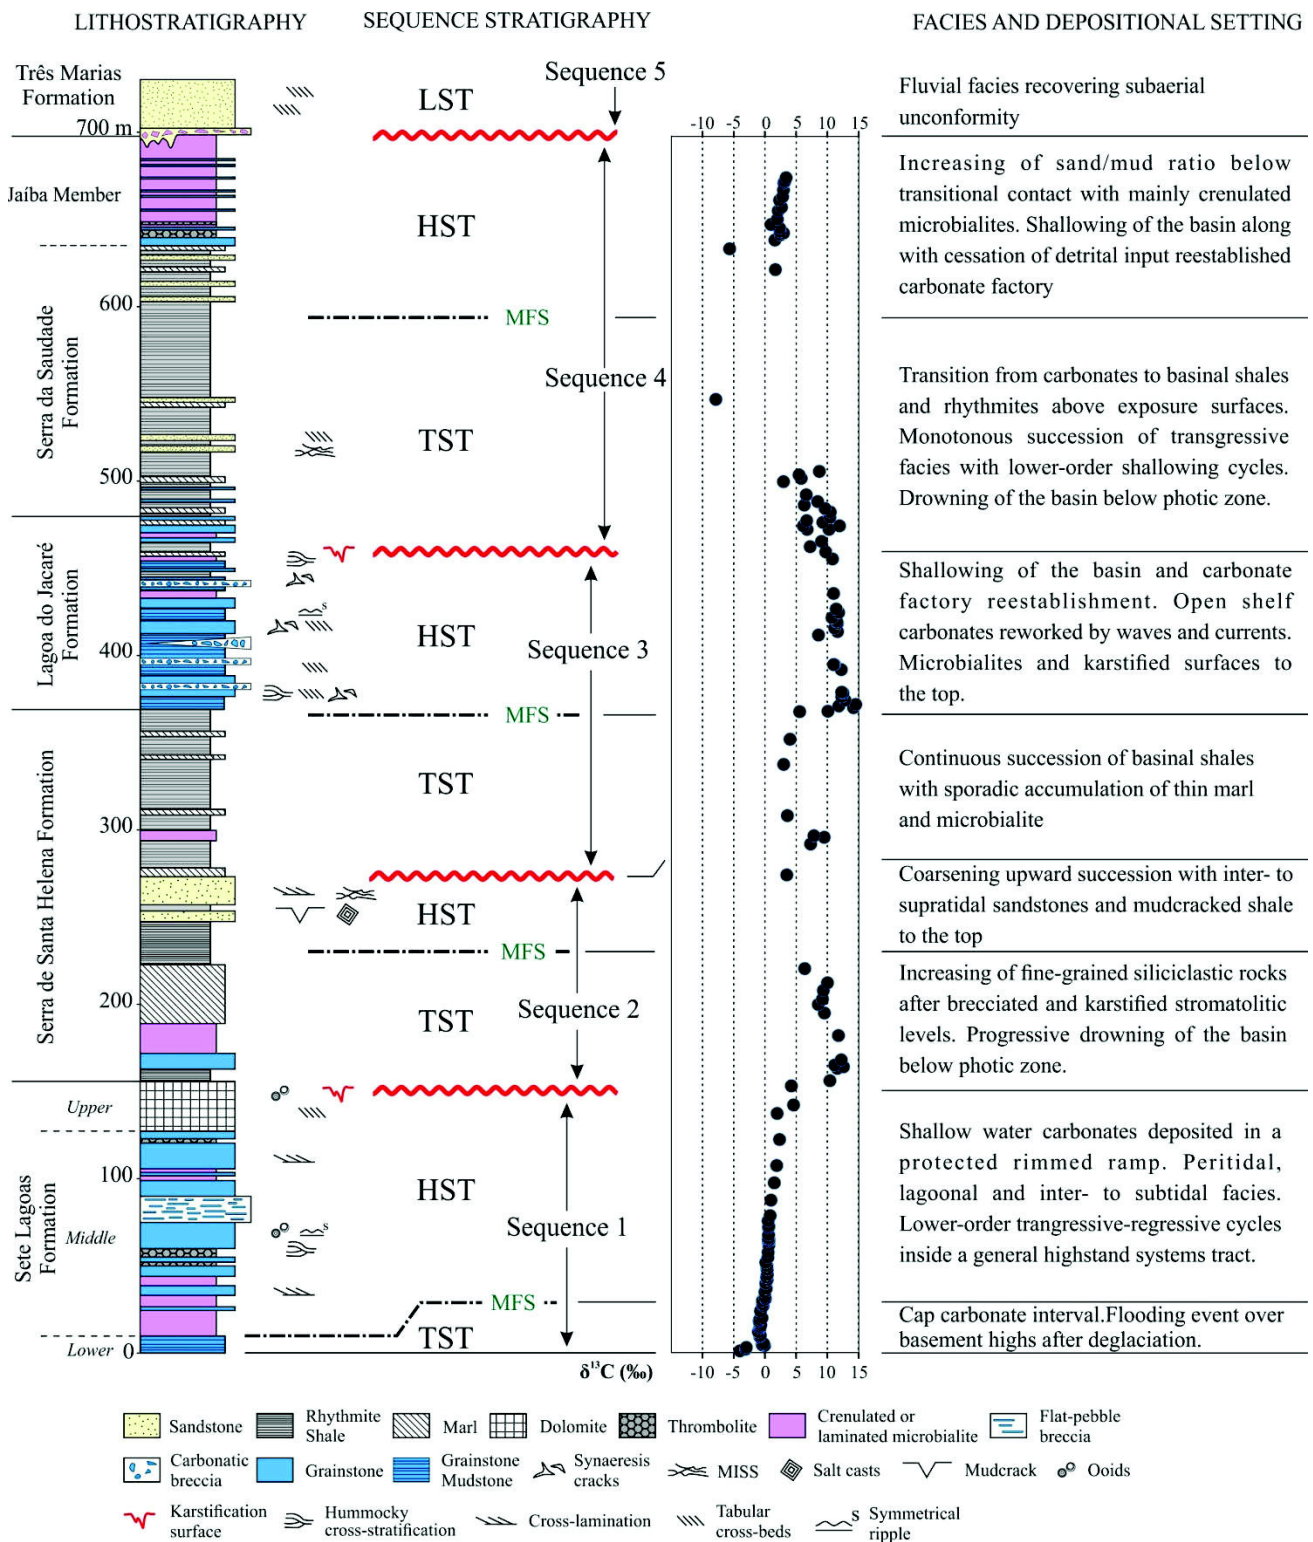 LITHOSTRATIGRAPHY
SEQUENCE STRATIGRAPHY
FACIES AND DEPOSITIONAL SETTING
Três Marias
Formation
700 m
Jaíba Member
600
Serra da Saudade
Formation
500
Lagoa do Jacaré
Formation
400
300
Serra de Santa Helena Formation
200
Upper
100
Sete Lagoas
Formation
Middle
Lower
0
s
s
Sequence 5
LST
HST
MFS
Sequence 4
TST
HST
Sequence 3
MFS
TST
HST
MFS
Sequence 2
TST
HST
Sequence 1
MFS
TST
-10 -5 0 5 10 15
δ¹³C (‰)
-10 -5 0 5 10 15
Fluvial facies recovering subaerial
unconformity
Increasing of sand/mud ratio below
transitional contact with mainly crenulated
microbialites. Shallowing of the basin along
with cessation of detrital input reestablished
carbonate factory
Transition from carbonates to basinal shales
and rhythmites above exposure surfaces.
Monotonous succession of transgressive
facies with lower-order shallowing cycles.
Drowning of the basin below photic zone.
Shallowing of the basin and carbonate
factory reestablishment. Open shelf
carbonates reworked by waves and currents.
Microbialites and karstified surfaces to
the top.
Continuous succession of basinal shales
with sporadic accumulation of thin marl
and microbialite
Coarsening upward succession with inter- to
supratidal sandstones and mudcracked shale
to the top
Increasing of fine-grained siliciclastic rocks
after brecciated and karstified stromatolitic
levels. Progressive drowning of the basin
below photic zone.
Shallow water carbonates deposited in a
protected rimmed ramp. Peritidal,
lagoonal and inter- to subtidal facies.
Lower-order trangressive-regressive cycles
inside a general highstand systems tract.
Cap carbonate interval.Flooding event over
basement highs after deglaciation.
Sandstone
Rhythmite
Shale
Marl
Dolomite
Thrombolite
Crenulated or
laminated microbialite
Flat-pebble
breccia
Carbonatic
breccia
Grainstone
Grainstone
Mudstone
Synaeresis
cracks
MISS
Salt casts
Mudcrack
Ooids
Karstification
surface
Hummocky
cross-stratification
Cross-lamination
Tabular
cross-beds
s
Symmetrical
ripple